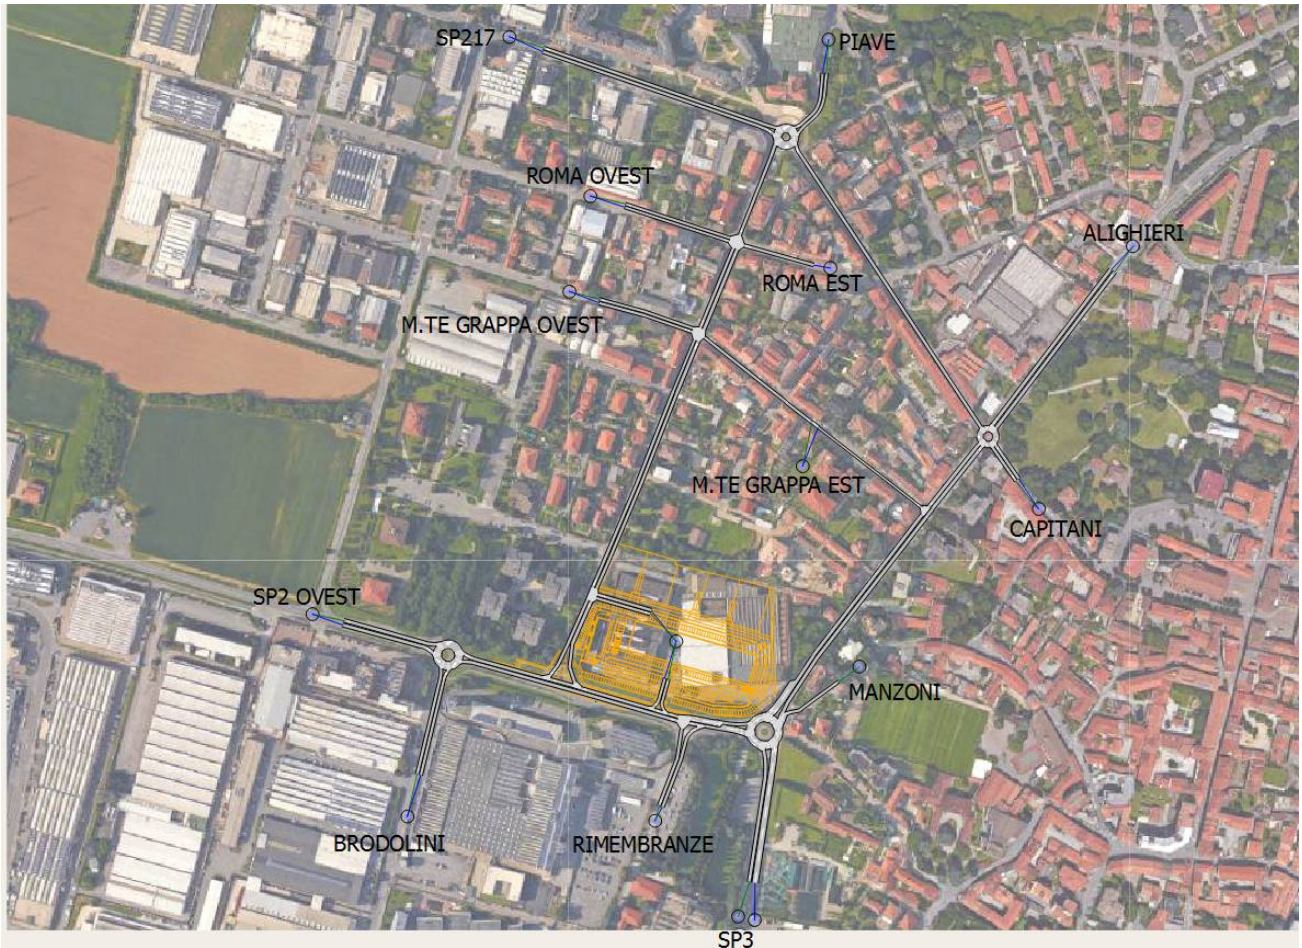 SP217
PIAVE
ROMA OVEST
ALIGHIERI
ROMA EST
M.TE GRAPPA OVEST
M.TE GRAPPA EST
CAPITANI
SP2 OVEST
MANZONI
BRODOLINI
RIMEMBRANZE
SP3